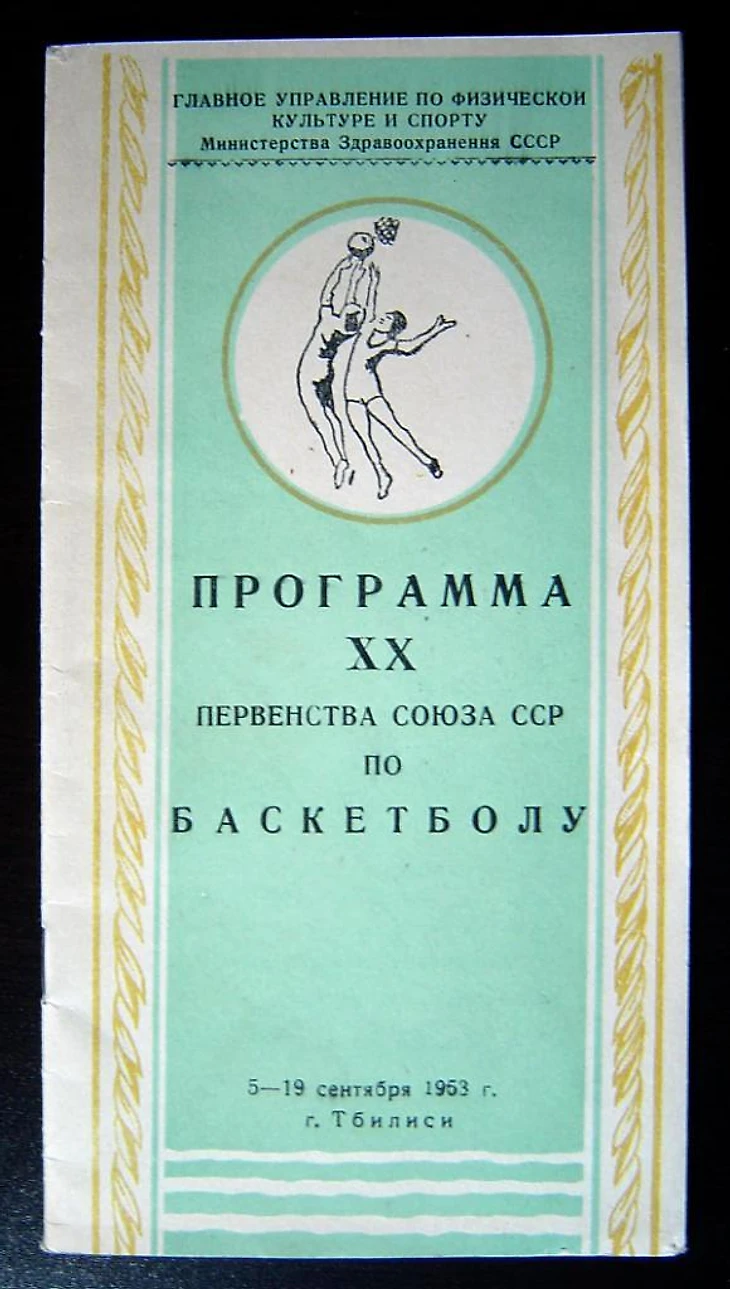 ГЛАВНОЕ УПРАВЛЕНИЕ ПО ФИЗИЧЕСКОЙ
КУЛЬТУРЕ И СПОРТУ
Министерства Здравоохранения СССР
ПРОГРАММА
XX
ПЕРВЕНСТВА СОЮЗА ССР
ПО
БАСКЕТБОЛУ
5—19 сентября 1953 г.
г. Тбилиси